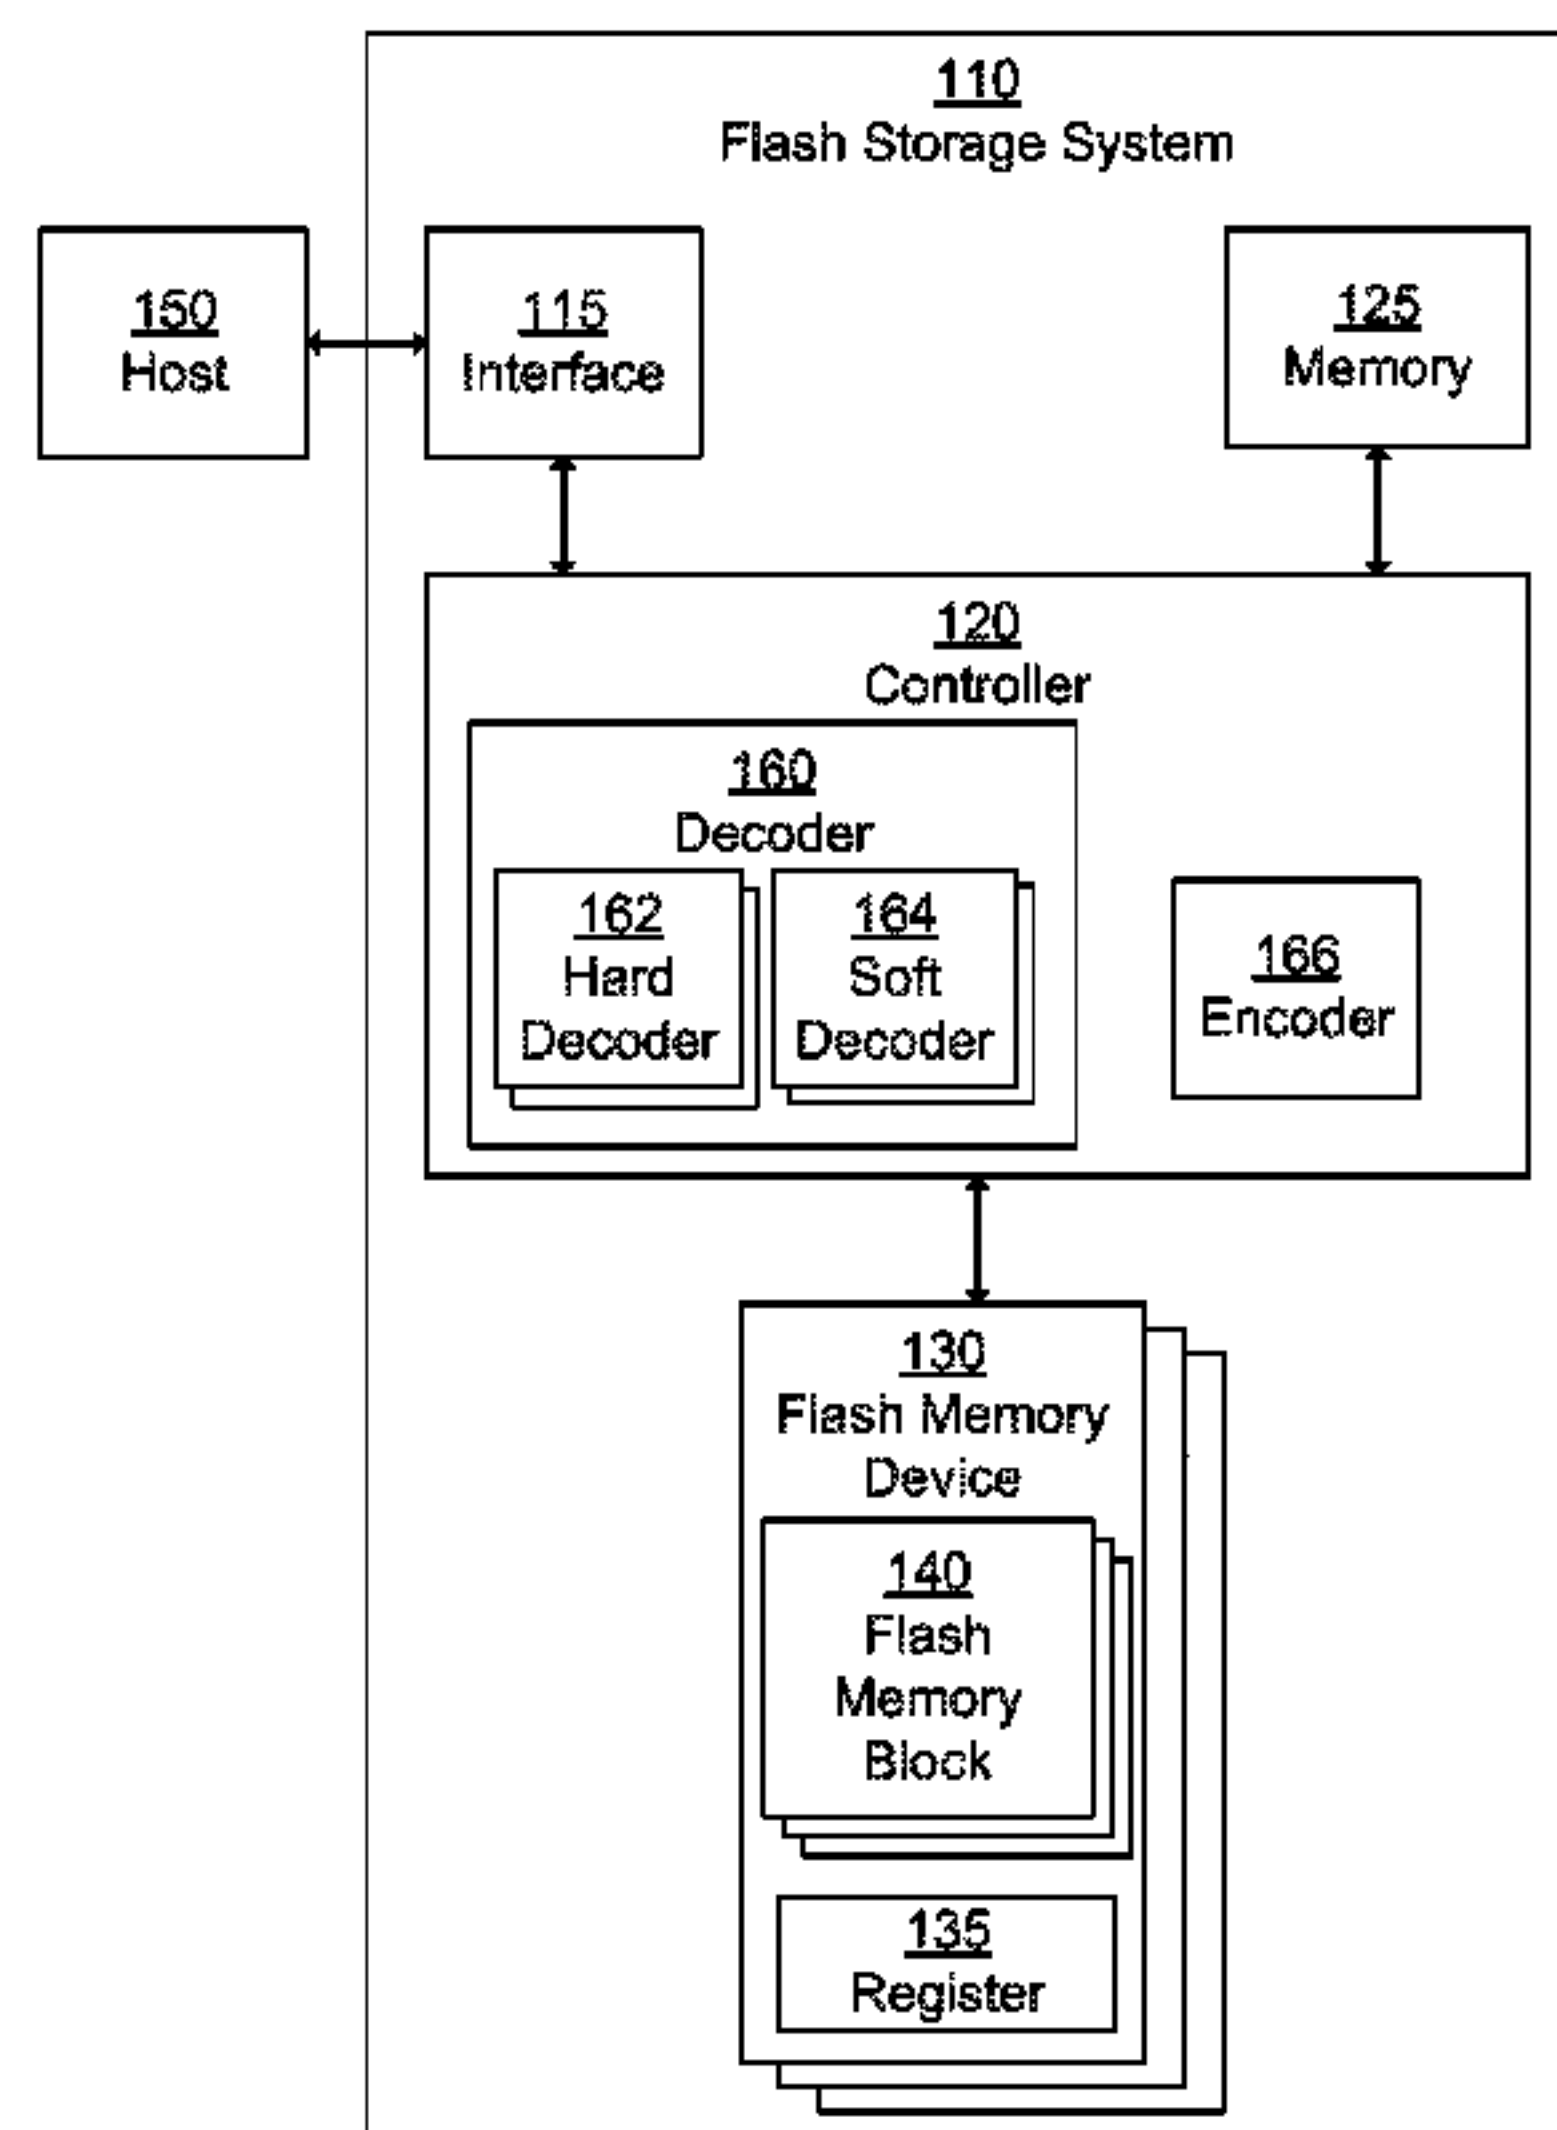 110
Flash Storage System
150
Host
115
Interface
125
Memory
120
Controller
160
Decoder
162
Hard
Decoder
164
Soft
Decoder
166
Encoder
130
Flash Memory
Device
140
Flash
Memory
Block
135
Register